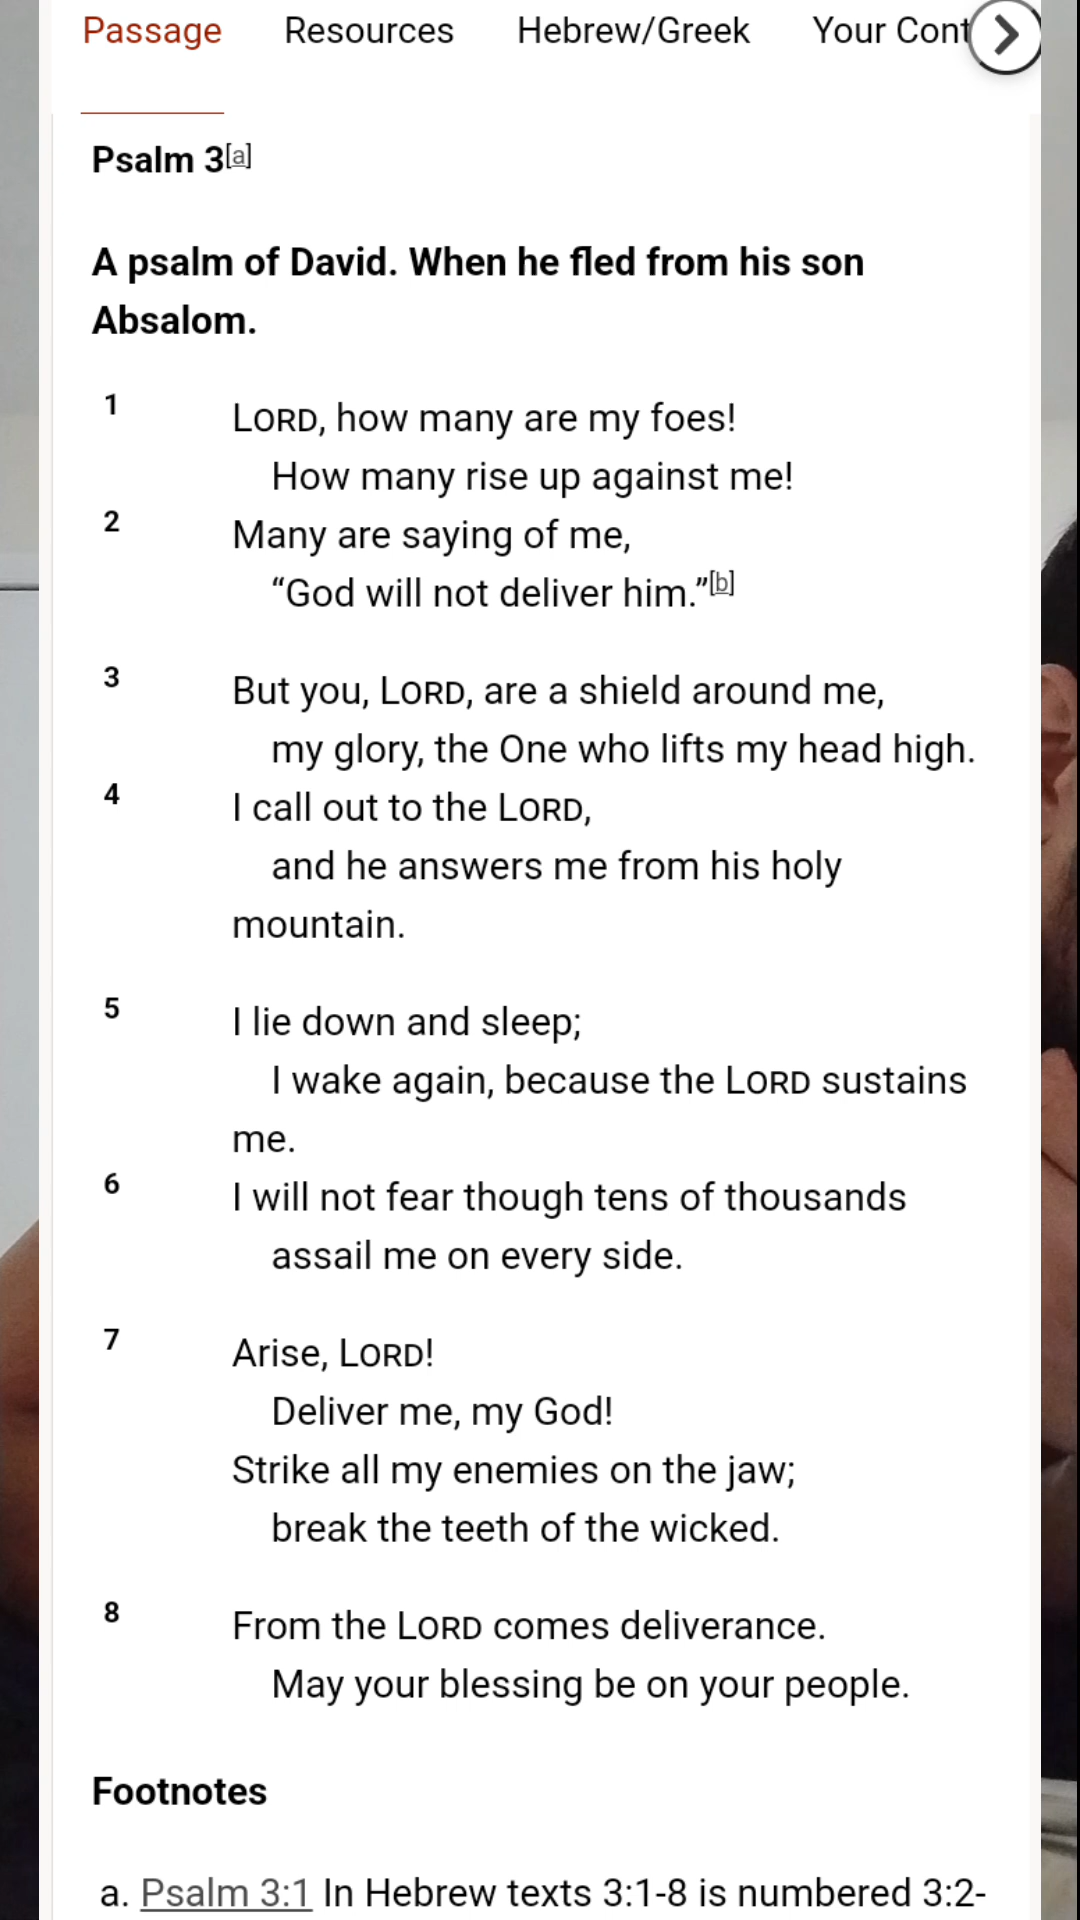 Passage Resources Hebrew/Greek Your Cont
Psalm 3[a]
A psalm of David. When he fled from his son
Absalom.
1 LORD, how many are my foes!
How many rise up against me!
2 Many are saying of me,
“God will not deliver him.”[b]
3 But you, LORD, are a shield around me,
my glory, the One who lifts my head high.
4 I call out to the LORD,
and he answers me from his holy
mountain.
5 I lie down and sleep;
I wake again, because the LORD sustains
me.
6 I will not fear though tens of thousands
assail me on every side.
7 Arise, LORD!
Deliver me, my God!
Strike all my enemies on the jaw;
break the teeth of the wicked.
8 From the LORD comes deliverance.
May your blessing be on your people.
Footnotes
a. Psalm 3:1 In Hebrew texts 3:1-8 is numbered 3:2-